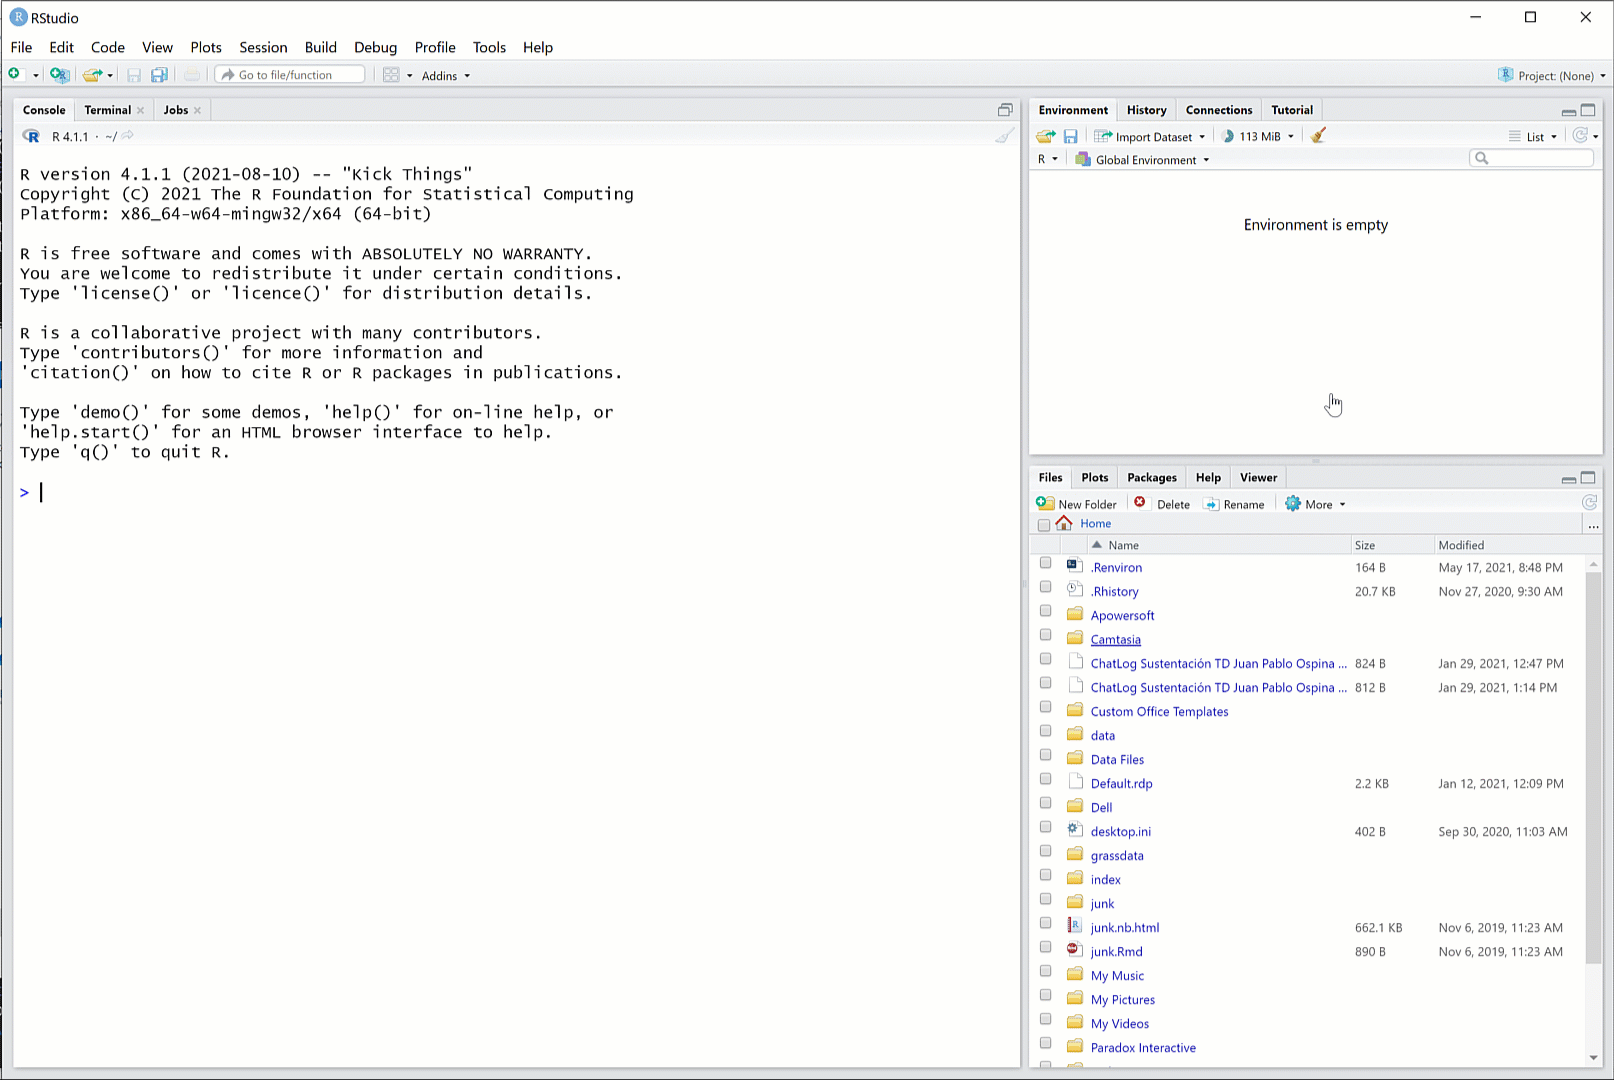 RStudio
File Edit Code View Plots Session Build Debug Profile Tools Help
Go to file/function Addins Project: (None)
Console Terminal Jobs
R 4.1.1 · ~/
R version 4.1.1 (2021-08-10) -- "Kick Things"
Copyright (C) 2021 The R Foundation for Statistical Computing
Platform: x86_64-w64-mingw32/x64 (64-bit)
R is free software and comes with ABSOLUTELY NO WARRANTY.
You are welcome to redistribute it under certain conditions.
Type 'license()' or 'licence()' for distribution details.
R is a collaborative project with many contributors.
Type 'contributors()' for more information and
'citation()' on how to cite R or R packages in publications.
Type 'demo()' for some demos, 'help()' for on-line help, or
'help.start()' for an HTML browser interface to help.
Type 'q()' to quit R.
>
Environment History Connections Tutorial
Import Dataset 113 MiB List
R Global Environment
Environment is empty
Files Plots Packages Help Viewer
New Folder Delete Rename More
Home ...
Name Size Modified
.Renviron 164 B May 17, 2021, 8:48 PM
.Rhistory 20.7 KB Nov 27, 2020, 9:30 AM
Apowersoft
Camtasia
ChatLog Sustentación TD Juan Pablo Ospina ... 824 B Jan 29, 2021, 12:47 PM
ChatLog Sustentación TD Juan Pablo Ospina ... 812 B Jan 29, 2021, 1:14 PM
Custom Office Templates
data
Data Files
Default.rdp 2.2 KB Jan 12, 2021, 12:09 PM
Dell
desktop.ini 402 B Sep 30, 2020, 11:03 AM
grassdata
index
junk
junk.nb.html 662.1 KB Nov 6, 2019, 11:23 AM
junk.Rmd 890 B Nov 6, 2019, 11:23 AM
My Music
My Pictures
My Videos
Paradox Interactive